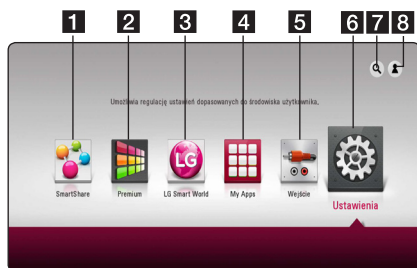 1 2 3 4 5 6 7 8
Umożliwia regulację ustawień dopasowanych do środowiska użytkownika.
LG
SmartShare Premium LG Smart World My Apps Wejście
Ustawienia